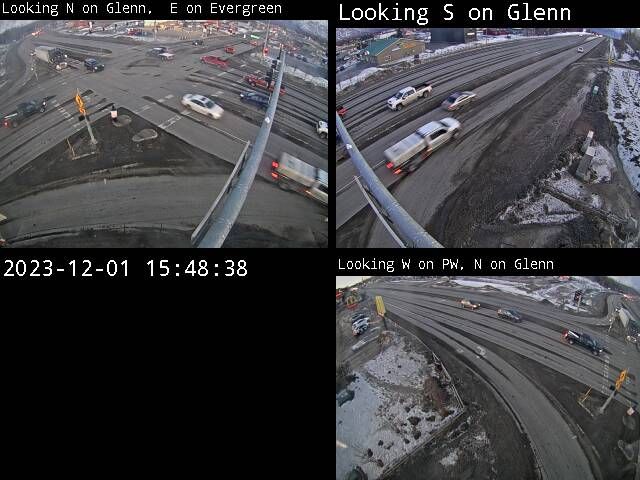 Looking N on Glenn, E on Evergreen
Looking S on Glenn
2023-12-01 15:48:38
Looking W on PW, N on Glenn